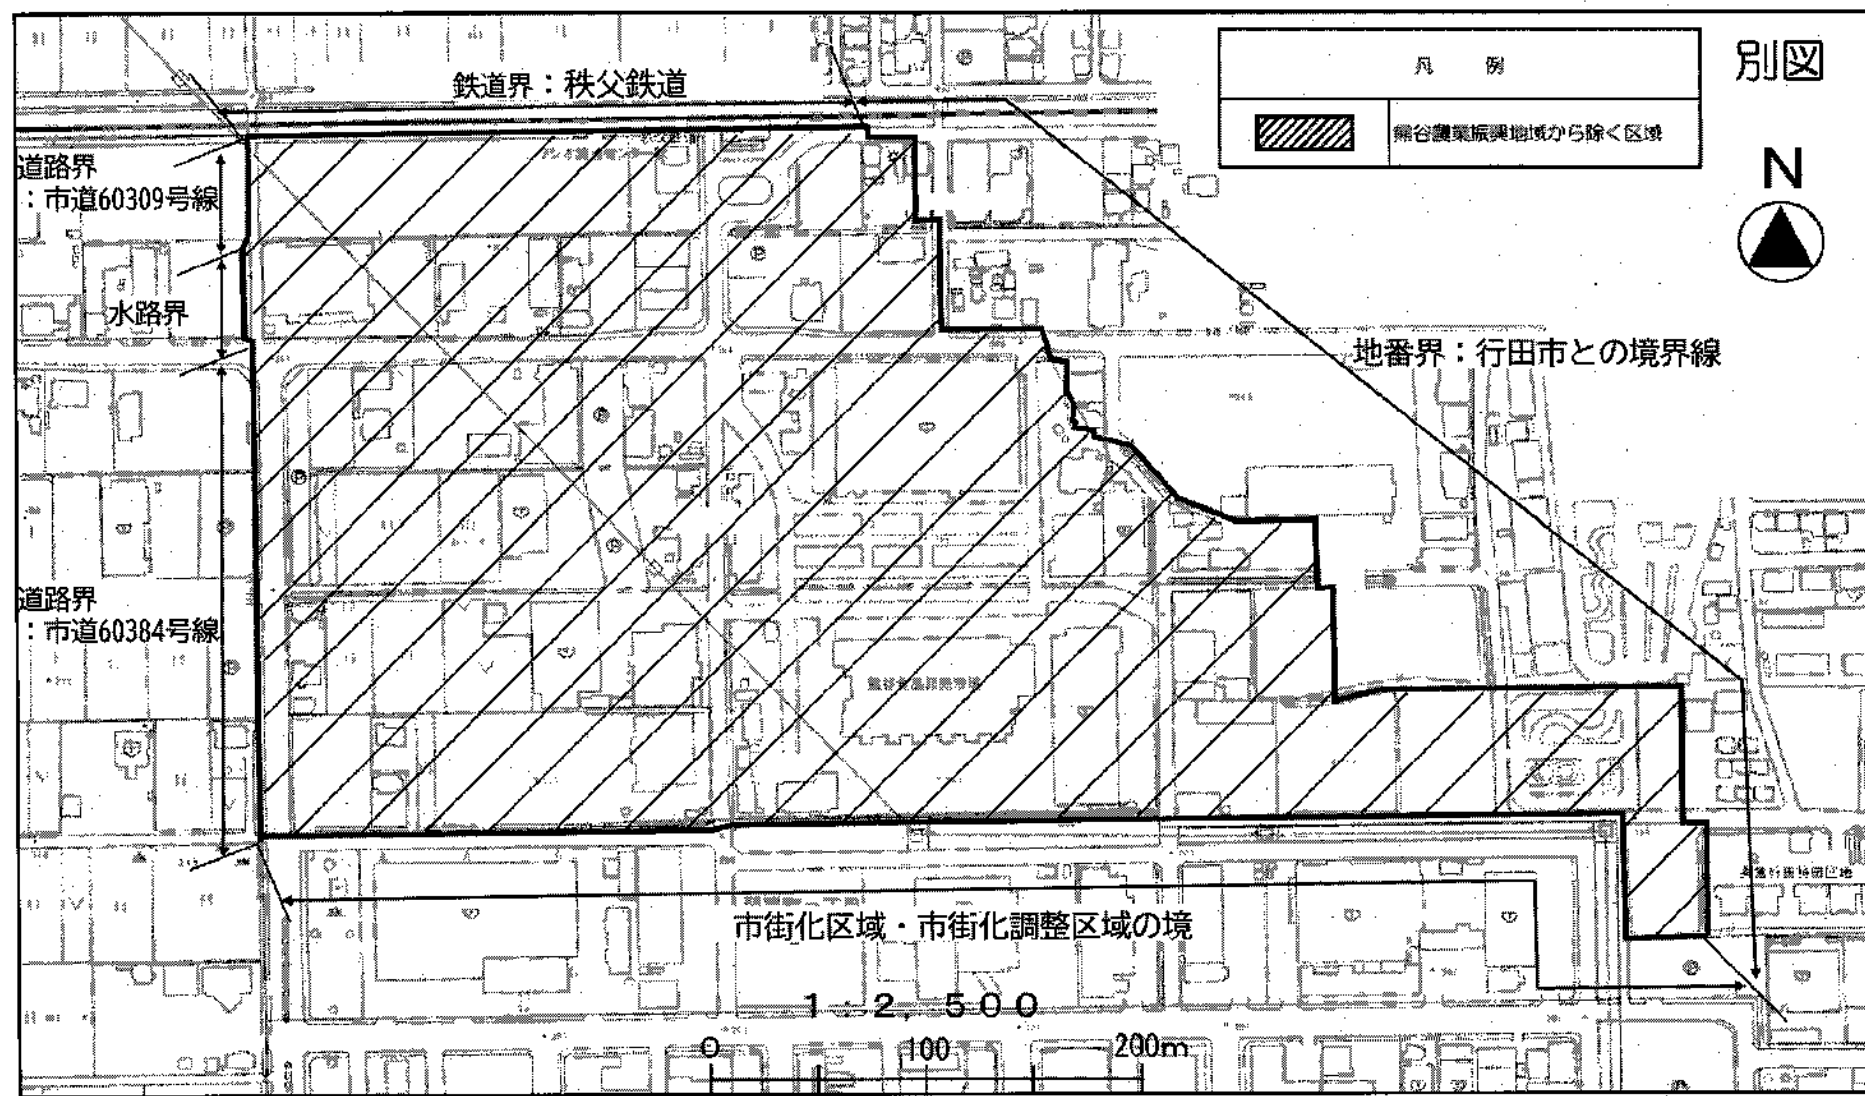 別図
凡 例
熊谷農業振興地域から除く区域
N
鉄道界：秩父鉄道
道路界
：市道60309号線
水路界
地番界：行田市との境界線
道路界
：市道60384号線
市街化区域・市街化調整区域の境
1：2，500
0 100 200m